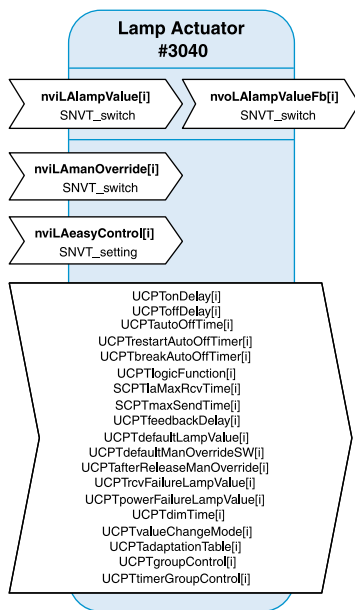 Lamp Actuator
#3040
nviLAlampValue[i]
SNVT_switch
nvoLAlampValueFb[i]
SNVT_switch
nviLAmanOverride[i]
SNVT_switch
nviLAeasyControl[i]
SNVT_setting
UCPTonDelay[i]
UCPToffDelay[i]
UCPTautoOffTime[i]
UCPTrestartAutoOffTimer[i]
UCPTbreakAutoOffTimer[i]
UCPTlogicFunction[i]
SCPTlaMaxRcvTime[i]
SCPTmaxSendTime[i]
UCPTfeedbackDelay[i]
UCPTdefaultLampValue[i]
UCPTdefaultManOverrideSW[i]
UCPTafterReleaseManOverride[i]
UCPTrcvFailureLampValue[i]
UCPTpowerFailureLampValue[i]
UCPTdimTime[i]
UCPTvalueChangeMode[i]
UCPTadaptationTable[i]
UCPTgroupControl[i]
UCPTtimerGroupControl[i]